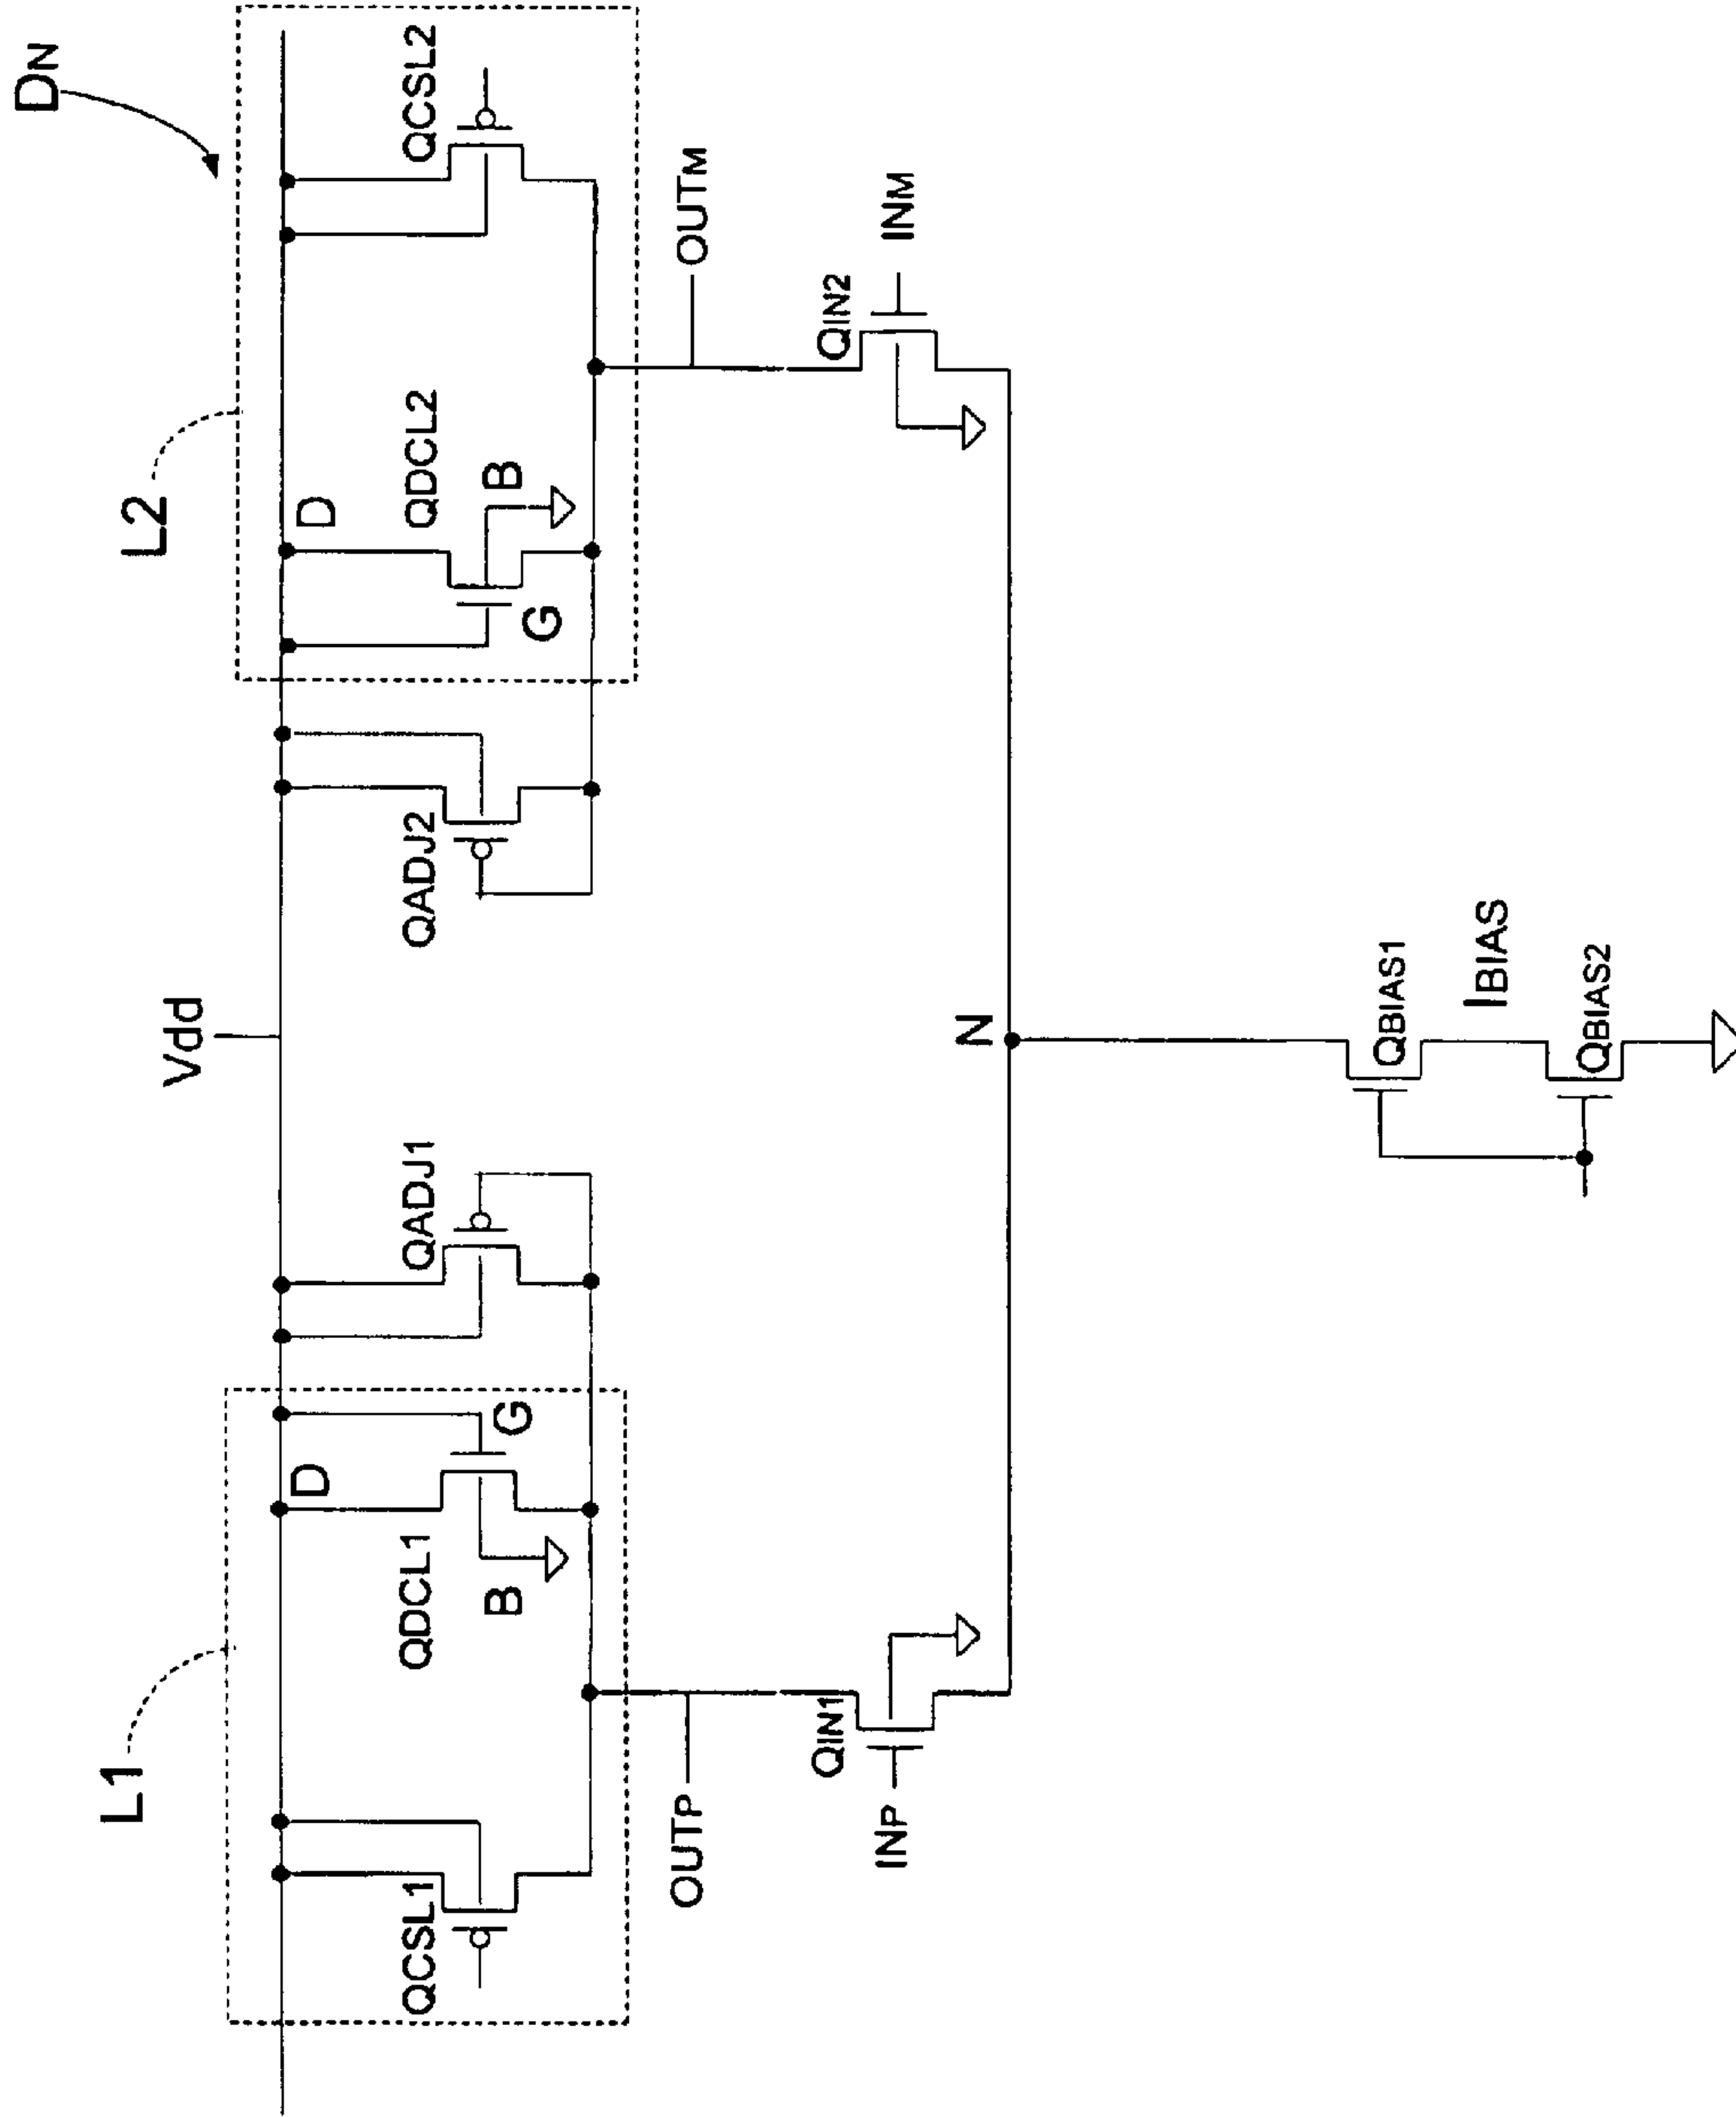 DN
L1
Vdd
L2
QCSL1
QDCL1
D
G
B
QADJ1
QADJ2
D
G
B
QDCL2
QCSL2
OUTP
OUTM
INP
QIN1
QIN2
INM
N
QBIAS1
IBIAS
QBIAS2